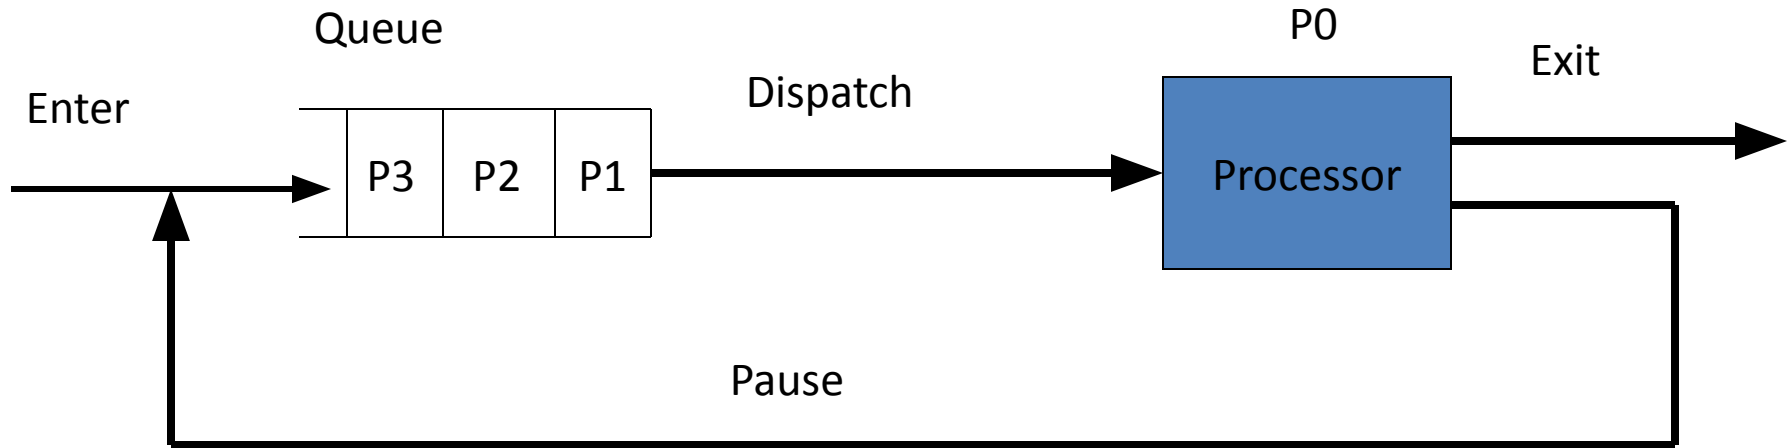 Queue
P0
Exit
Enter
Dispatch
P3 P2 P1
Processor
Pause